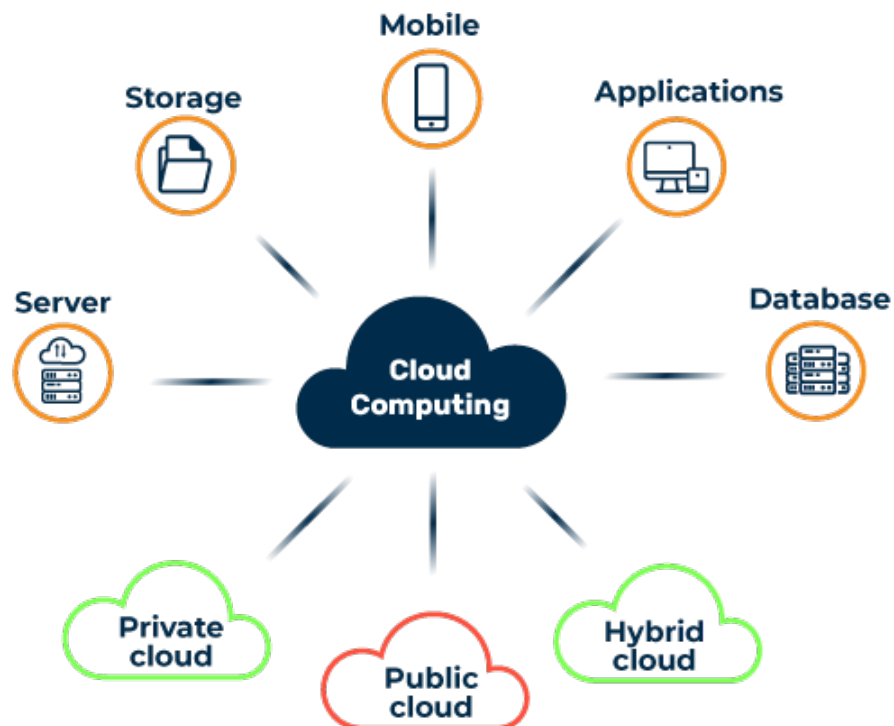 Mobile
Storage
Applications
Server
Database
Cloud
Computing
Private
cloud
Public
cloud
Hybrid
cloud